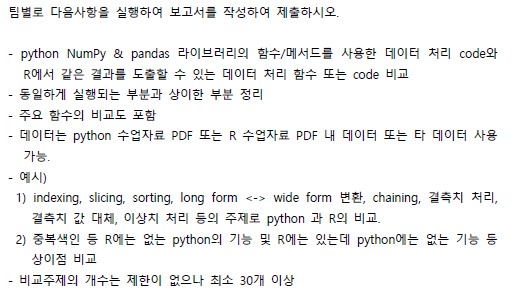 팀별로 다음사항을 실행하여 보고서를 작성하여 제출하시오.
- python NumPy & pandas 라이브러리의 함수/메서드를 사용한 데이터 처리 code와
R에서 같은 결과를 도출할 수 있는 데이터 처리 함수 또는 code 비교
- 동일하게 실행되는 부분과 상이한 부분 정리
- 주요 함수의 비교도 포함
- 데이터는 python 수업자료 PDF 또는 R 수업자료 PDF 내 데이터 또는 타 데이터 사용
가능.
- 예시)
1) indexing, slicing, sorting, long form <-> wide form 변환, chaining, 결측치 처리,
결측치 값 대체, 이상치 처리 등의 주제로 python 과 R의 비교.
2) 중복색인 등 R에는 없는 python의 기능 및 R에는 있는데 python에는 없는 기능 등
상이점 비교
- 비교주제의 개수는 제한이 없으나 최소 30개 이상